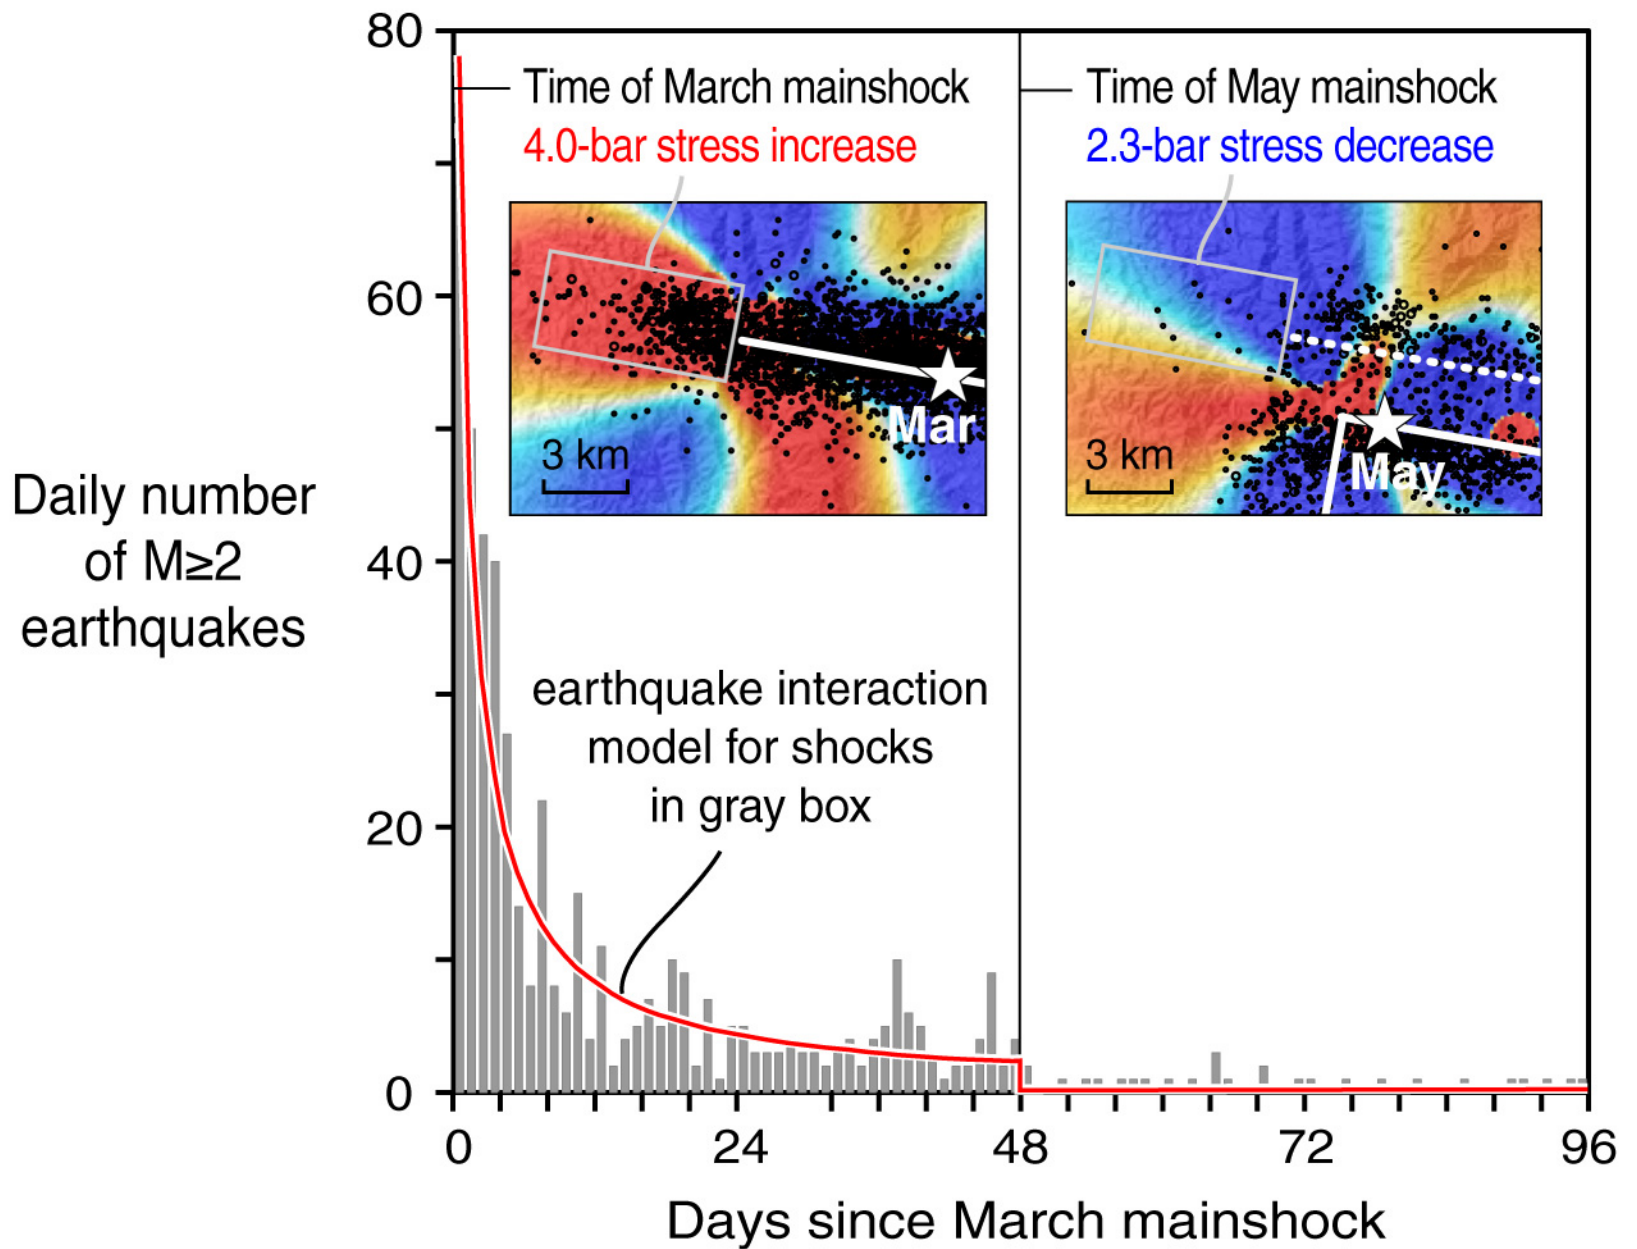 80
60
40
20
0
Daily number
of M≥2
earthquakes
Time of March mainshock
4.0-bar stress increase
Mar
3 km
Time of May mainshock
2.3-bar stress decrease
3 km
May
earthquake interaction
model for shocks
in gray box
0 24 48 72 96
Days since March mainshock